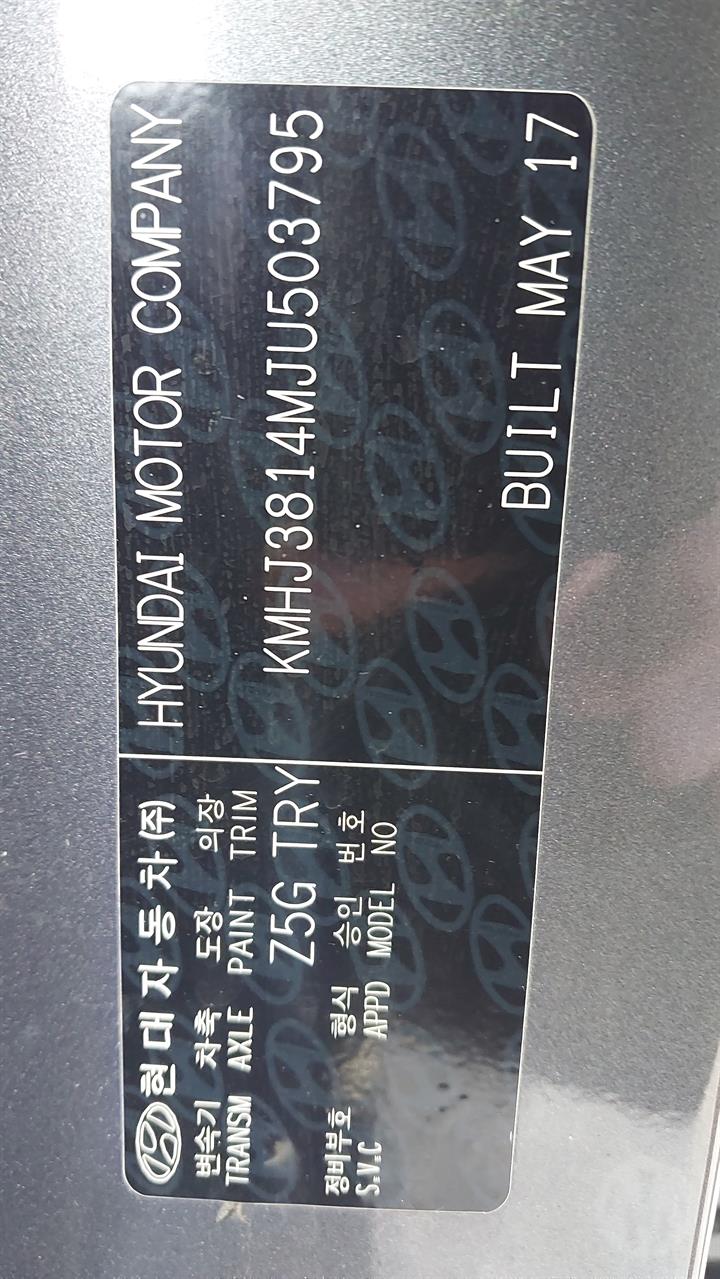 현대자동차(주)
변속기 차축 도장 의장
TRANSM AXLE PAINT TRIM
Z5G TRY
정비부호 형식 승인 번호
S.V.C APPD MODEL NO
HYUNDAI MOTOR COMPANY
KMHJ3814MJU503795
BUILT MAY 17